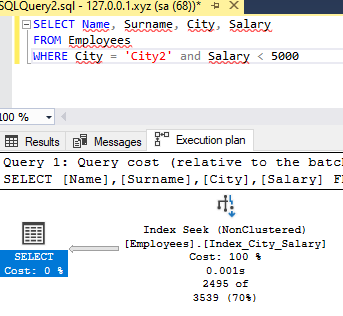 SQLQuery2.sql - 127.0.0.1.xyz (sa (68))*
SELECT Name, Surname, City, Salary
FROM Employees
WHERE City = 'City2' and Salary < 5000
100 %
Results Messages Execution plan
Query 1: Query cost (relative to the batc
SELECT [Name],[Surname],[City],[Salary] F
Index Seek (NonClustered)
[Employees].[Index_City_Salary]
Cost: 100 %
0.001s
2495 of
3539 (70%)
SELECT
Cost: 0 %